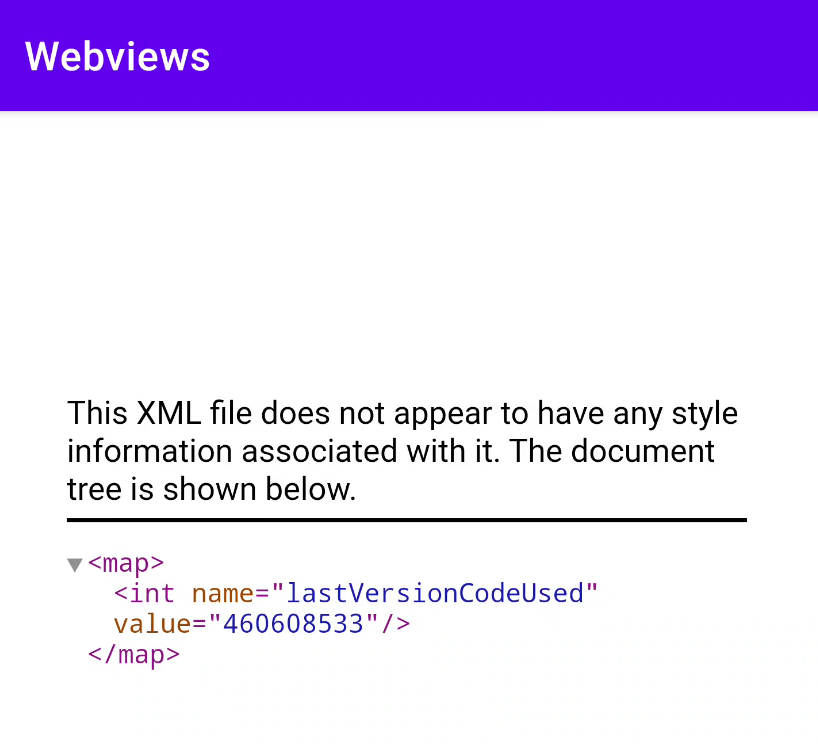 Webviews
This XML file does not appear to have any style
information associated with it. The document
tree is shown below.
<map>
<int name="lastVersionCodeUsed"
value="460608533"/>
</map>